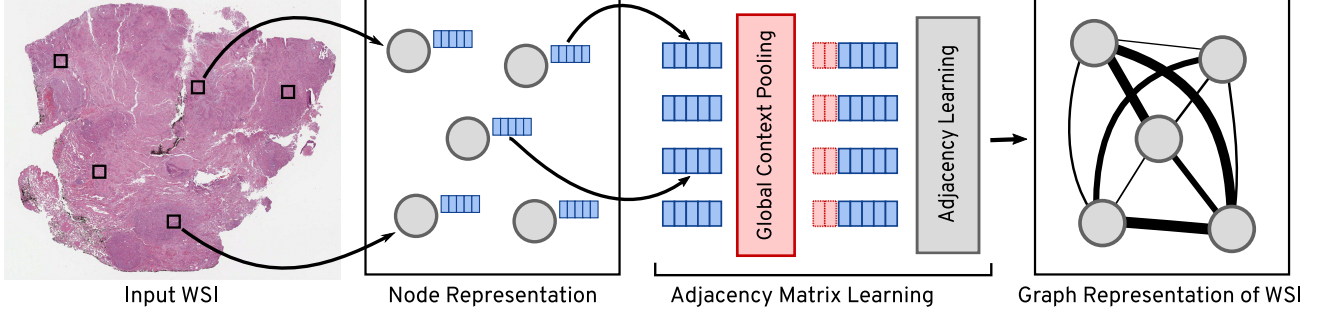 Global Context Pooling
Adjacency Learning
Input WSI
Node Representation
Adjacency Matrix Learning
Graph Representation of WSI